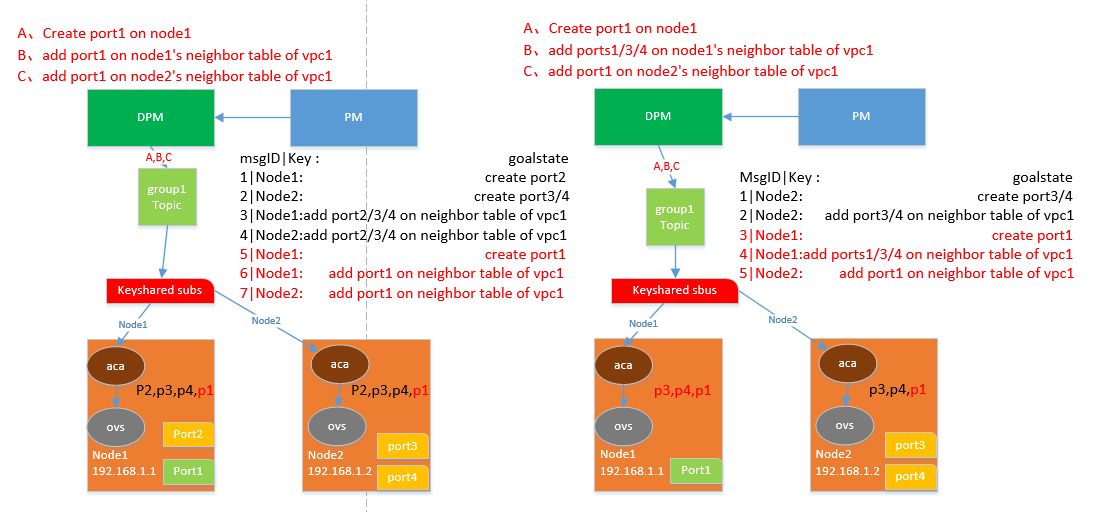 A、Create port1 on node1
B、add port1 on node1's neighbor table of vpc1
C、add port1 on node2's neighbor table of vpc1
DPM
PM
A,B,C
group1
Topic
msgID|Key : goalstate
1|Node1: create port2
2|Node2: create port3/4
3|Node1:add port2/3/4 on neighbor table of vpc1
4|Node2:add port2/3/4 on neighbor table of vpc1
5|Node1: create port1
6|Node1: add port1 on neighbor table of vpc1
7|Node2: add port1 on neighbor table of vpc1
Keyshared subs
Node1
Node2
aca
P2,p3,p4,p1
ovs
Port2
Node1
192.168.1.1
Port1
aca
P2,p3,p4,p1
ovs
port3
Node2
192.168.1.2
port4
A、Create port1 on node1
B、add ports1/3/4 on node1's neighbor table of vpc1
C、add port1 on node2's neighbor table of vpc1
DPM
PM
A,B,C
group1
Topic
MsgID|Key : goalstate
1|Node2: create port3/4
2|Node2: add port3/4 on neighbor table of vpc1
3|Node1: create port1
4|Node1:add ports1/3/4 on neighbor table of vpc1
5|Node2: add port1 on neighbor table of vpc1
Keyshared sbus
Node1
Node2
aca
p3,p4,p1
ovs
Node1
192.168.1.1
Port1
aca
p3,p4,p1
ovs
port3
Node2
192.168.1.2
port4